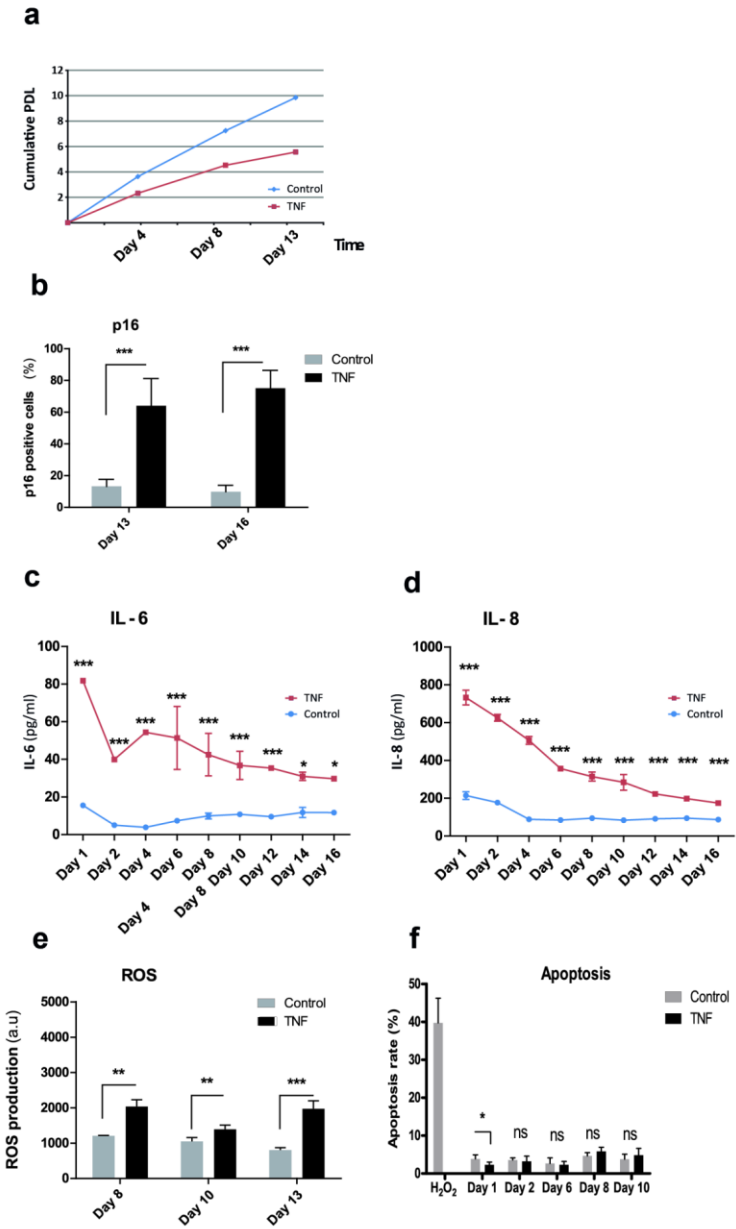 a
12
10
8
6
4
2
Cumulative PDL
Control
TNF
Day 4
Day 8
Day 13
Time
b
p16
100
80
60
40
20
0
p16 positive cells (%)
***
***
Control
TNF
Day 13
Day 16
c
IL - 6
100
80
60
40
20
0
IL-6 (pg/ml)
***
***
***
***
***
***
***
*
*
TNF
Control
Day 1
Day 2
Day 4
Day 6
Day 8
Day 10
Day 12
Day 14
Day 16
Day 4
Day 8
d
IL- 8
1000
800
600
400
200
0
IL-8 (pg/ml)
***
***
***
***
***
***
***
***
***
TNF
Control
Day 1
Day 2
Day 4
Day 6
Day 8
Day 10
Day 12
Day 14
Day 16
e
ROS
5000
4000
3000
2000
1000
0
ROS production (a.u)
**
**
***
Control
TNF
Day 8
Day 10
Day 13
f
Apoptosis
50
40
30
20
10
0
Apoptosis rate (%)
*
ns
ns
ns
ns
Control
TNF
H₂O₂
Day 1
Day 2
Day 6
Day 8
Day 10